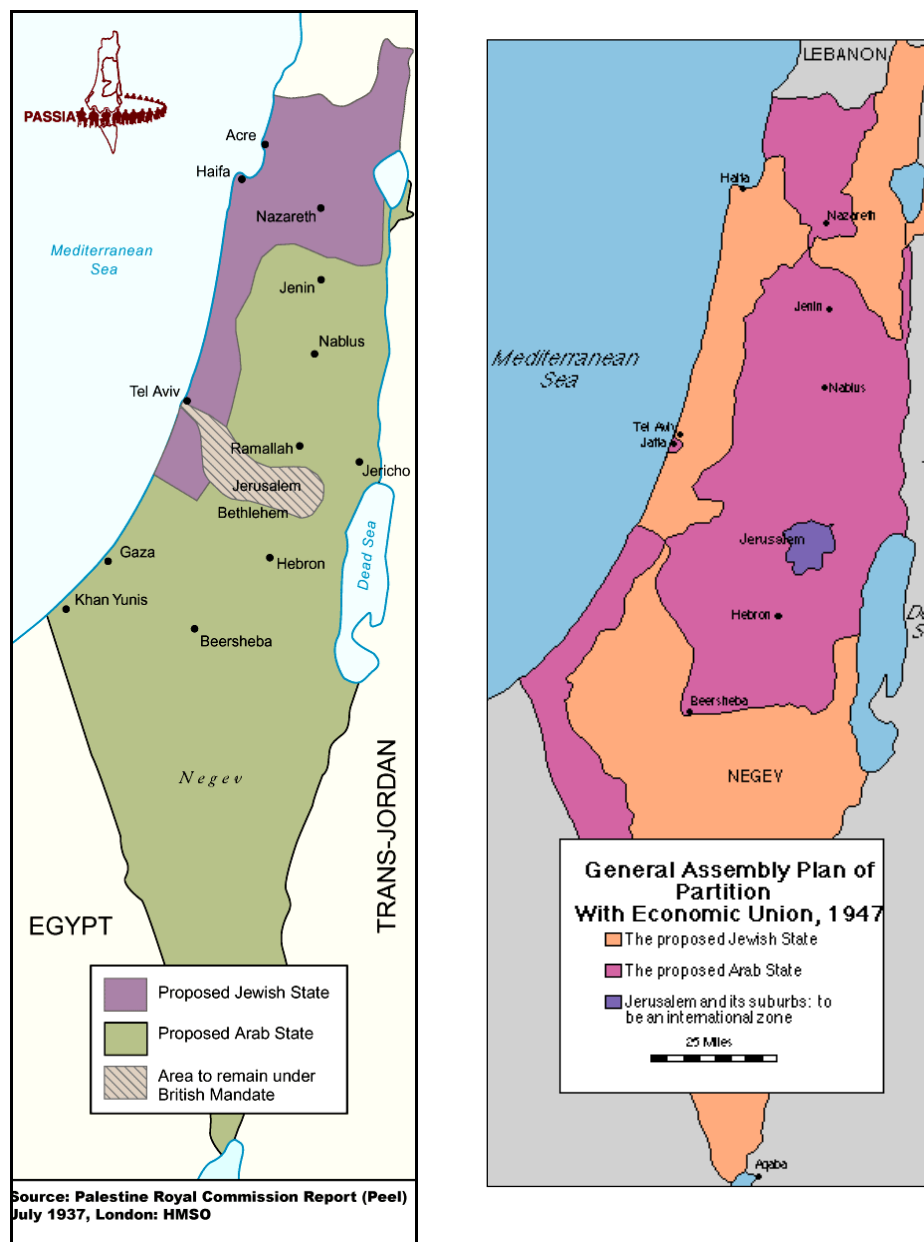 PASSIA
Acre
Haifa
Nazareth
Mediterranean
Sea
Jenin
Nablus
Tel Aviv
Ramallah
Jericho
Jerusalem
Bethlehem
Gaza
Hebron
Dead Sea
Khan Yunis
Beersheba
Negev
TRANS-JORDAN
EGYPT
Proposed Jewish State
Proposed Arab State
Area to remain under
British Mandate
Source: Palestine Royal Commission Report (Peel)
July 1937, London: HMSO
LEBANON
Haifa
Nazareth
Jenin
Mediterranean
Sea
Nablus
Tel Aviv
Jaffa
Jerusalem
Hebron
Beersheba
NEGEV
General Assembly Plan of
Partition
With Economic Union, 1947
The proposed Jewish State
The proposed Arab State
Jerusalem and its suburbs: to
be an international zone
25 Miles
Aqaba